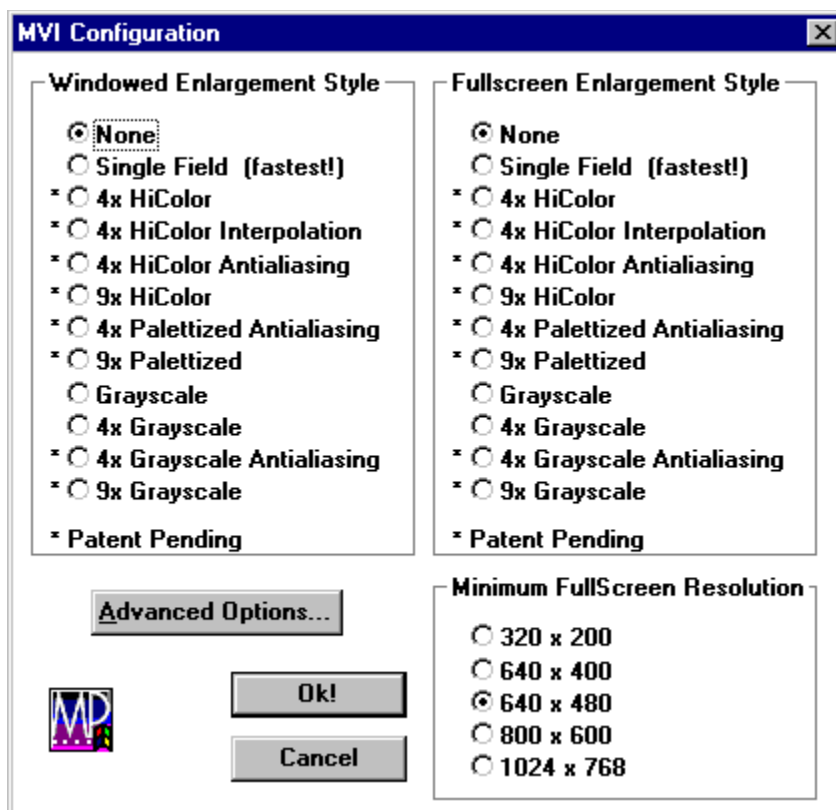 MVI Configuration
Windowed Enlargement Style
None
Single Field (fastest!)
* 4x HiColor
* 4x HiColor Interpolation
* 4x HiColor Antialiasing
* 9x HiColor
* 4x Palettized Antialiasing
* 9x Palettized
Grayscale
4x Grayscale
* 4x Grayscale Antialiasing
* 9x Grayscale
* Patent Pending
Fullscreen Enlargement Style
None
Single Field (fastest!)
* 4x HiColor
* 4x HiColor Interpolation
* 4x HiColor Antialiasing
* 9x HiColor
* 4x Palettized Antialiasing
* 9x Palettized
Grayscale
4x Grayscale
* 4x Grayscale Antialiasing
* 9x Grayscale
* Patent Pending
Advanced Options...
MP
Ok!
Cancel
Minimum FullScreen Resolution
320 x 200
640 x 400
640 x 480
800 x 600
1024 x 768